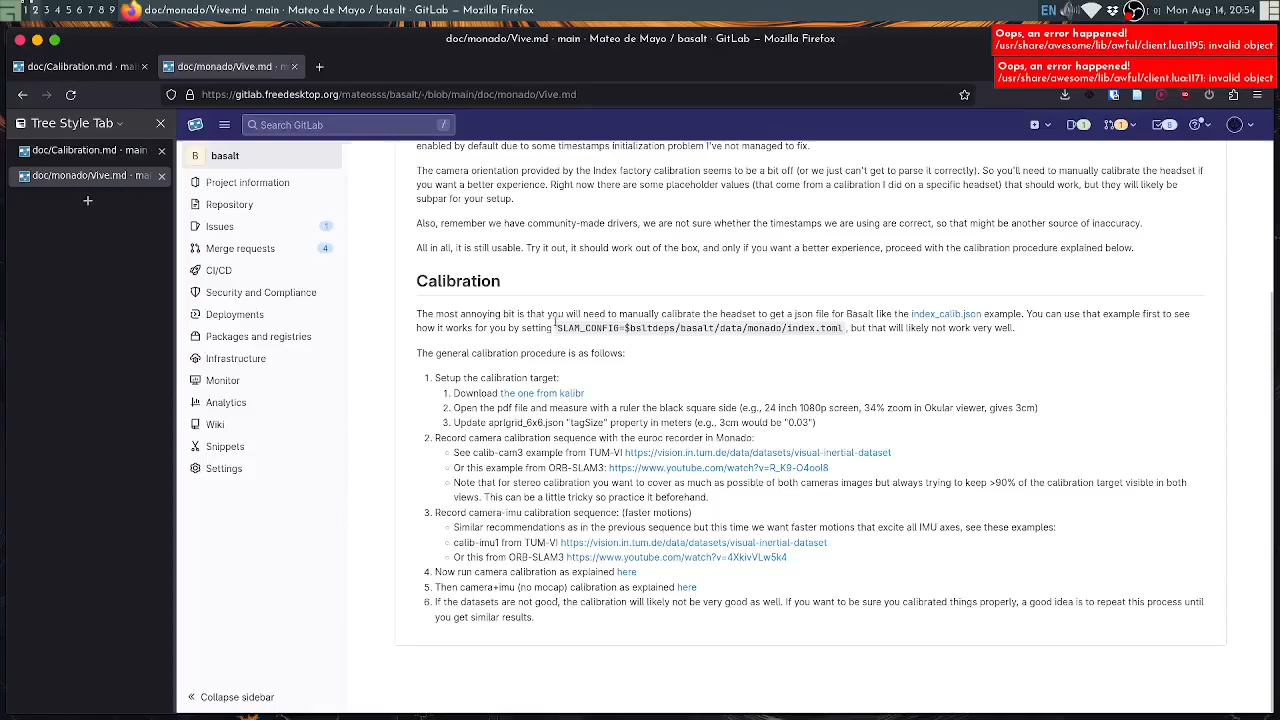 1 2 3 4 5 6 7 8 9
doc/monado/Vive.md · main · Mateo de Mayo / basalt · GitLab — Mozilla Firefox
EN
Mon Aug 14, 20:54
doc/monado/Vive.md · main · Mateo de Mayo / basalt · GitLab — Mozilla Firefox
Oops, an error happened!
/usr/share/awesome/lib/awful/client.lua:1195: invalid object
Oops, an error happened!
/usr/share/awesome/lib/awful/client.lua:1171: invalid object
doc/Calibration.md · mai
doc/monado/Vive.md ·
https://gitlab.freedesktop.org/mateosss/basalt/-/blob/main/doc/monado/Vive.md
Tree Style Tab
doc/Calibration.md · main
doc/monado/Vive.md · mai
Search GitLab
/
1
1
8
B basalt
Project information
Repository
Issues 1
Merge requests 4
CI/CD
Security and Compliance
Deployments
Packages and registries
Infrastructure
Monitor
Analytics
Wiki
Snippets
Settings
Collapse sidebar
enabled by default due to some timestamps initialization problem I've not managed to fix.
The camera orientation provided by the Index factory calibration seems to be a bit off (or we just can't get to parse it correctly). So you'll need to manually calibrate the headset if
you want a better experience. Right now there are some placeholder values (that come from a calibration I did on a specific headset) that should work, but they will likely be
subpar for your setup.
Also, remember we have community-made drivers, we are not sure whether the timestamps we are using are correct, so that might be another source of inaccuracy.
All in all, it is still usable. Try it out, it should work out of the box, and only if you want a better experience, proceed with the calibration procedure explained below.
Calibration
The most annoying bit is that you will need to manually calibrate the headset to get a json file for Basalt like the index_calib.json example. You can use that example first to see
how it works for you by setting SLAM_CONFIG=$bsltdeps/basalt/data/monado/index.toml, but that will likely not work very well.
The general calibration procedure is as follows:
1. Setup the calibration target:
1. Download the one from kalibr
2. Open the pdf file and measure with a ruler the black square side (e.g., 24 inch 1080p screen, 34% zoom in Okular viewer, gives 3cm)
3. Update aprlgrid_6x6.json "tagSize" property in meters (e.g., 3cm would be "0.03")
2. Record camera calibration sequence with the euroc recorder in Monado:
See calib-cam3 example from TUM-VI https://vision.in.tum.de/data/datasets/visual-inertial-dataset
Or this example from ORB-SLAM3: https://www.youtube.com/watch?v=R_K9-O4ool8
Note that for stereo calibration you want to cover as much as possible of both cameras images but always trying to keep >90% of the calibration target visible in both
views. This can be a little tricky so practice it beforehand.
3. Record camera-imu calibration sequence: (faster motions)
Similar recommendations as in the previous sequence but this time we want faster motions that excite all IMU axes, see these examples:
calib-imu1 from TUM-VI https://vision.in.tum.de/data/datasets/visual-inertial-dataset
Or this from ORB-SLAM3 https://www.youtube.com/watch?v=4XkivVLw5k4
4. Now run camera calibration as explained here
5. Then camera+imu (no mocap) calibration as explained here
6. If the datasets are not good, the calibration will likely not be very good as well. If you want to be sure you calibrated things properly, a good idea is to repeat this process until
you get similar results.